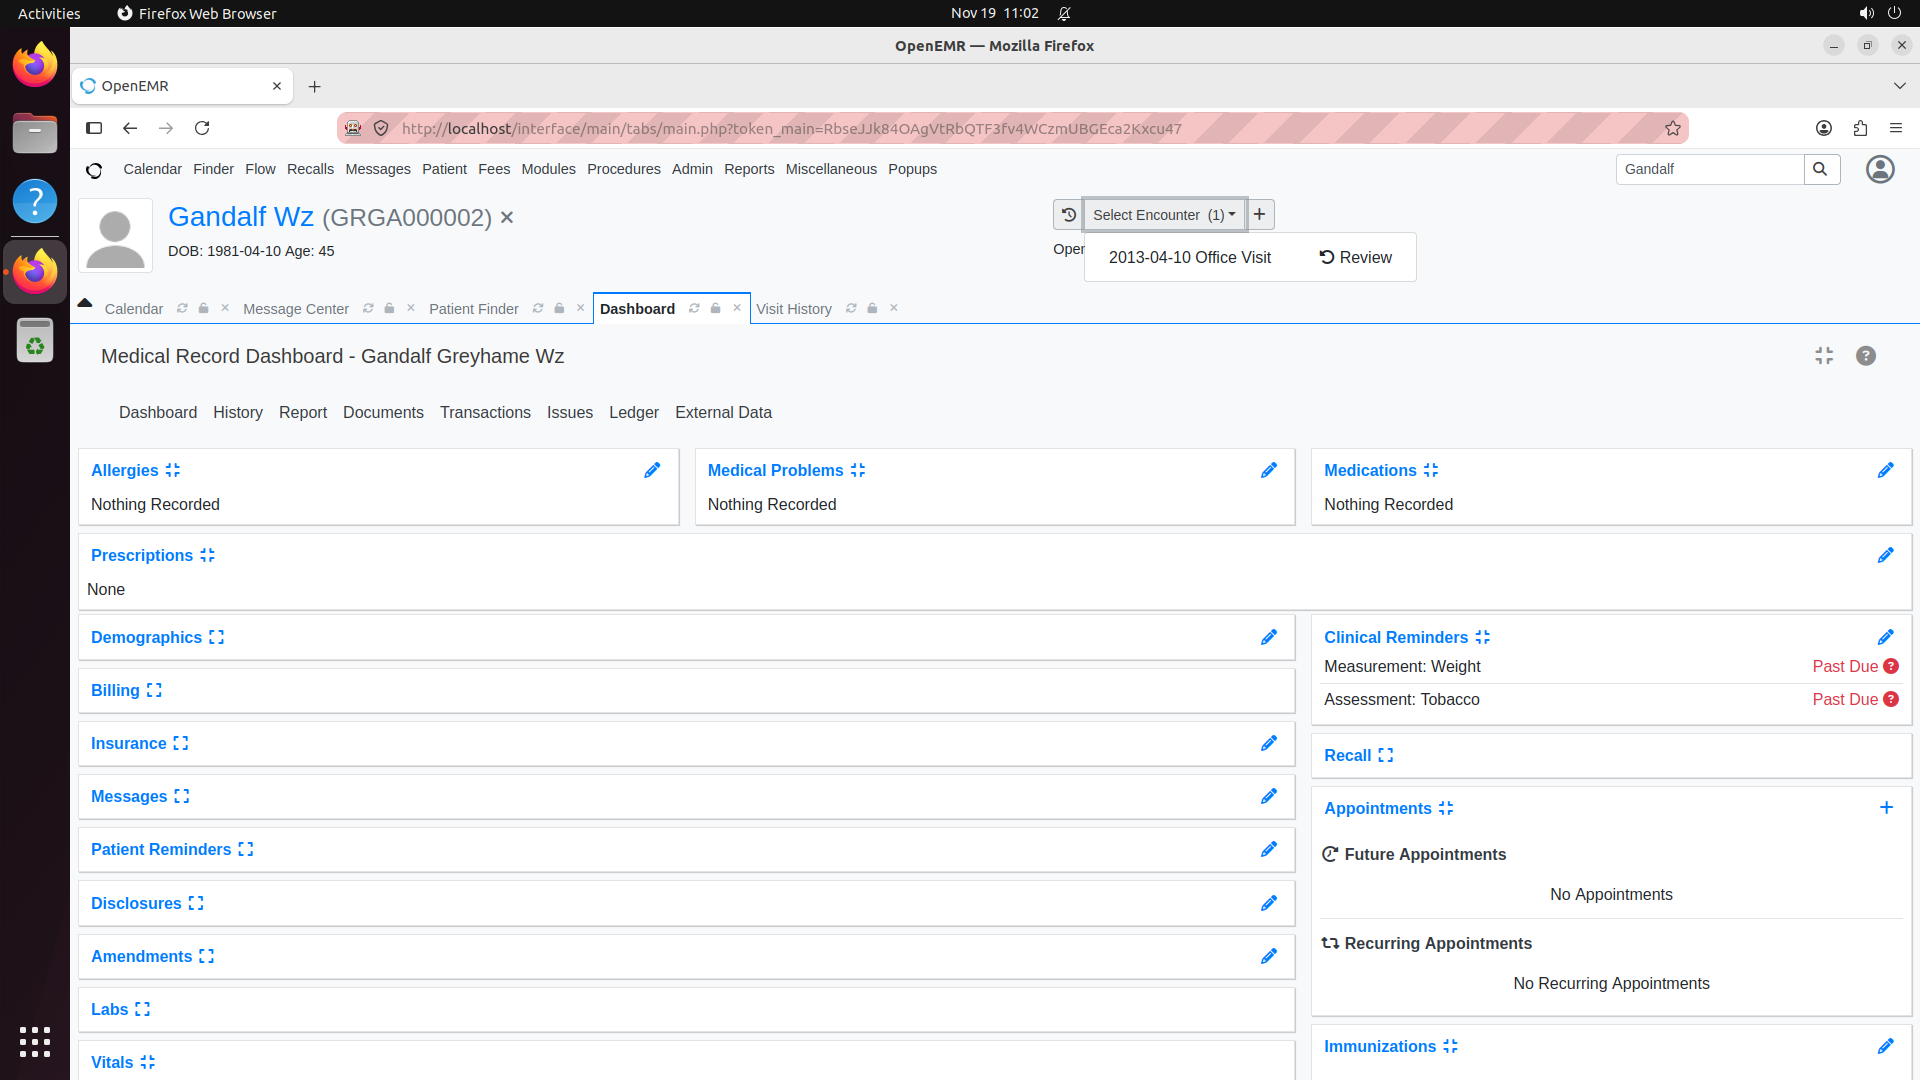 Activities
Firefox Web Browser
Nov 19 11:02
OpenEMR — Mozilla Firefox
OpenEMR
http://localhost/interface/main/tabs/main.php?token_main=RbseJJk84OAgVtRbQTF3fv4WCzmUBGEca2Kxcu47
Calendar Finder Flow Recalls Messages Patient Fees Modules Procedures Admin Reports Miscellaneous Popups
Gandalf
Gandalf Wz (GRGA000002)
DOB: 1981-04-10 Age: 45
Select Encounter (1)
Open
2013-04-10 Office Visit Review
Calendar Message Center Patient Finder Dashboard Visit History
Medical Record Dashboard - Gandalf Greyhame Wz
Dashboard History Report Documents Transactions Issues Ledger External Data
Allergies
Nothing Recorded
Medical Problems
Nothing Recorded
Medications
Nothing Recorded
Prescriptions
None
Demographics
Billing
Insurance
Messages
Patient Reminders
Disclosures
Amendments
Labs
Vitals
Clinical Reminders
Measurement: Weight Past Due
Assessment: Tobacco Past Due
Recall
Appointments
Future Appointments
No Appointments
Recurring Appointments
No Recurring Appointments
Immunizations